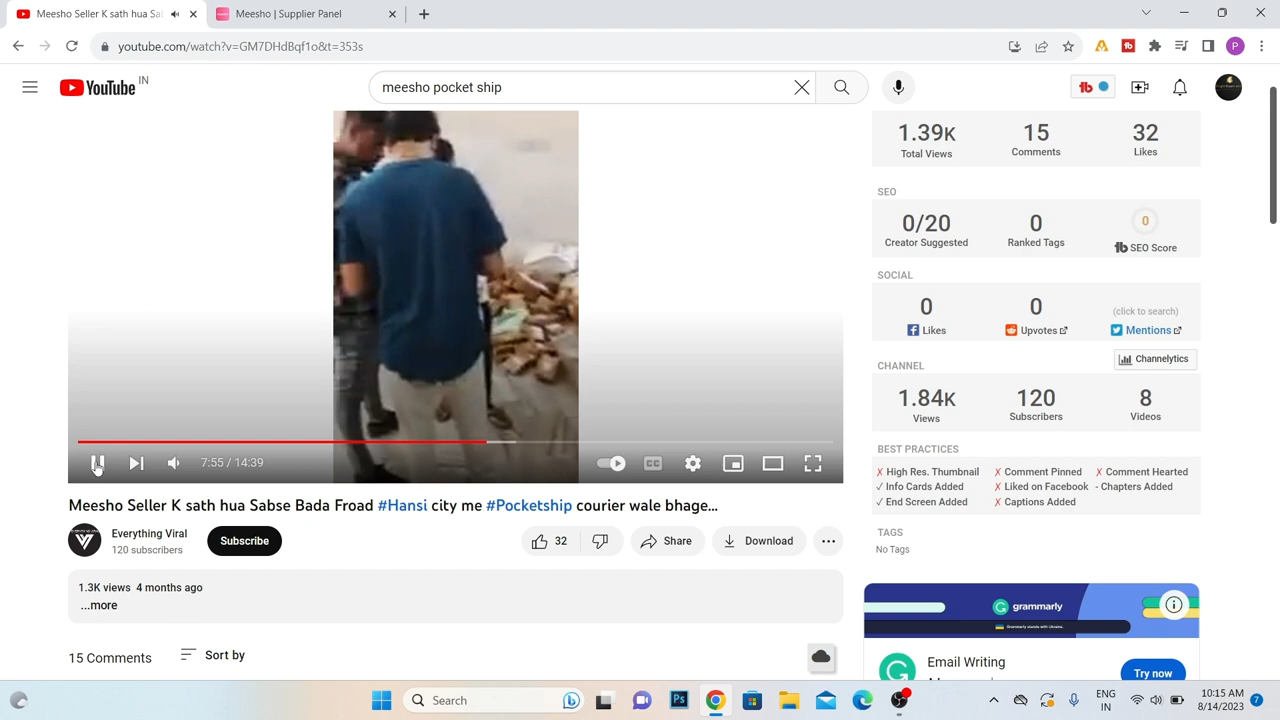 Meesho Seller K sath hua Sa
Meesho | Supplier Panel
youtube.com/watch?v=GM7DHdBqf1o&t=353s
YouTube IN
meesho pocket ship
1.39K 15 32
Total Views Comments Likes
SEO
0/20 0 0
Creator Suggested Ranked Tags tb SEO Score
SOCIAL
0 0 (click to search)
Likes Upvotes Mentions
CHANNEL Channelytics
1.84K 120 8
Views Subscribers Videos
BEST PRACTICES
✗ High Res. Thumbnail ✗ Comment Pinned ✗ Comment Hearted
✓ Info Cards Added ✗ Liked on Facebook - Chapters Added
✓ End Screen Added ✗ Captions Added
TAGS
No Tags
7:55 / 14:39
CC
Meesho Seller K sath hua Sabse Bada Froad #Hansi city me #Pocketship courier wale bhage...
Everything Viral
120 subscribers
Subscribe
32
Share
Download
1.3K views 4 months ago
...more
15 Comments
Sort by
grammarly
Email Writing
Try now
Search
Ps
ENG
IN
10:15 AM
8/14/2023
7